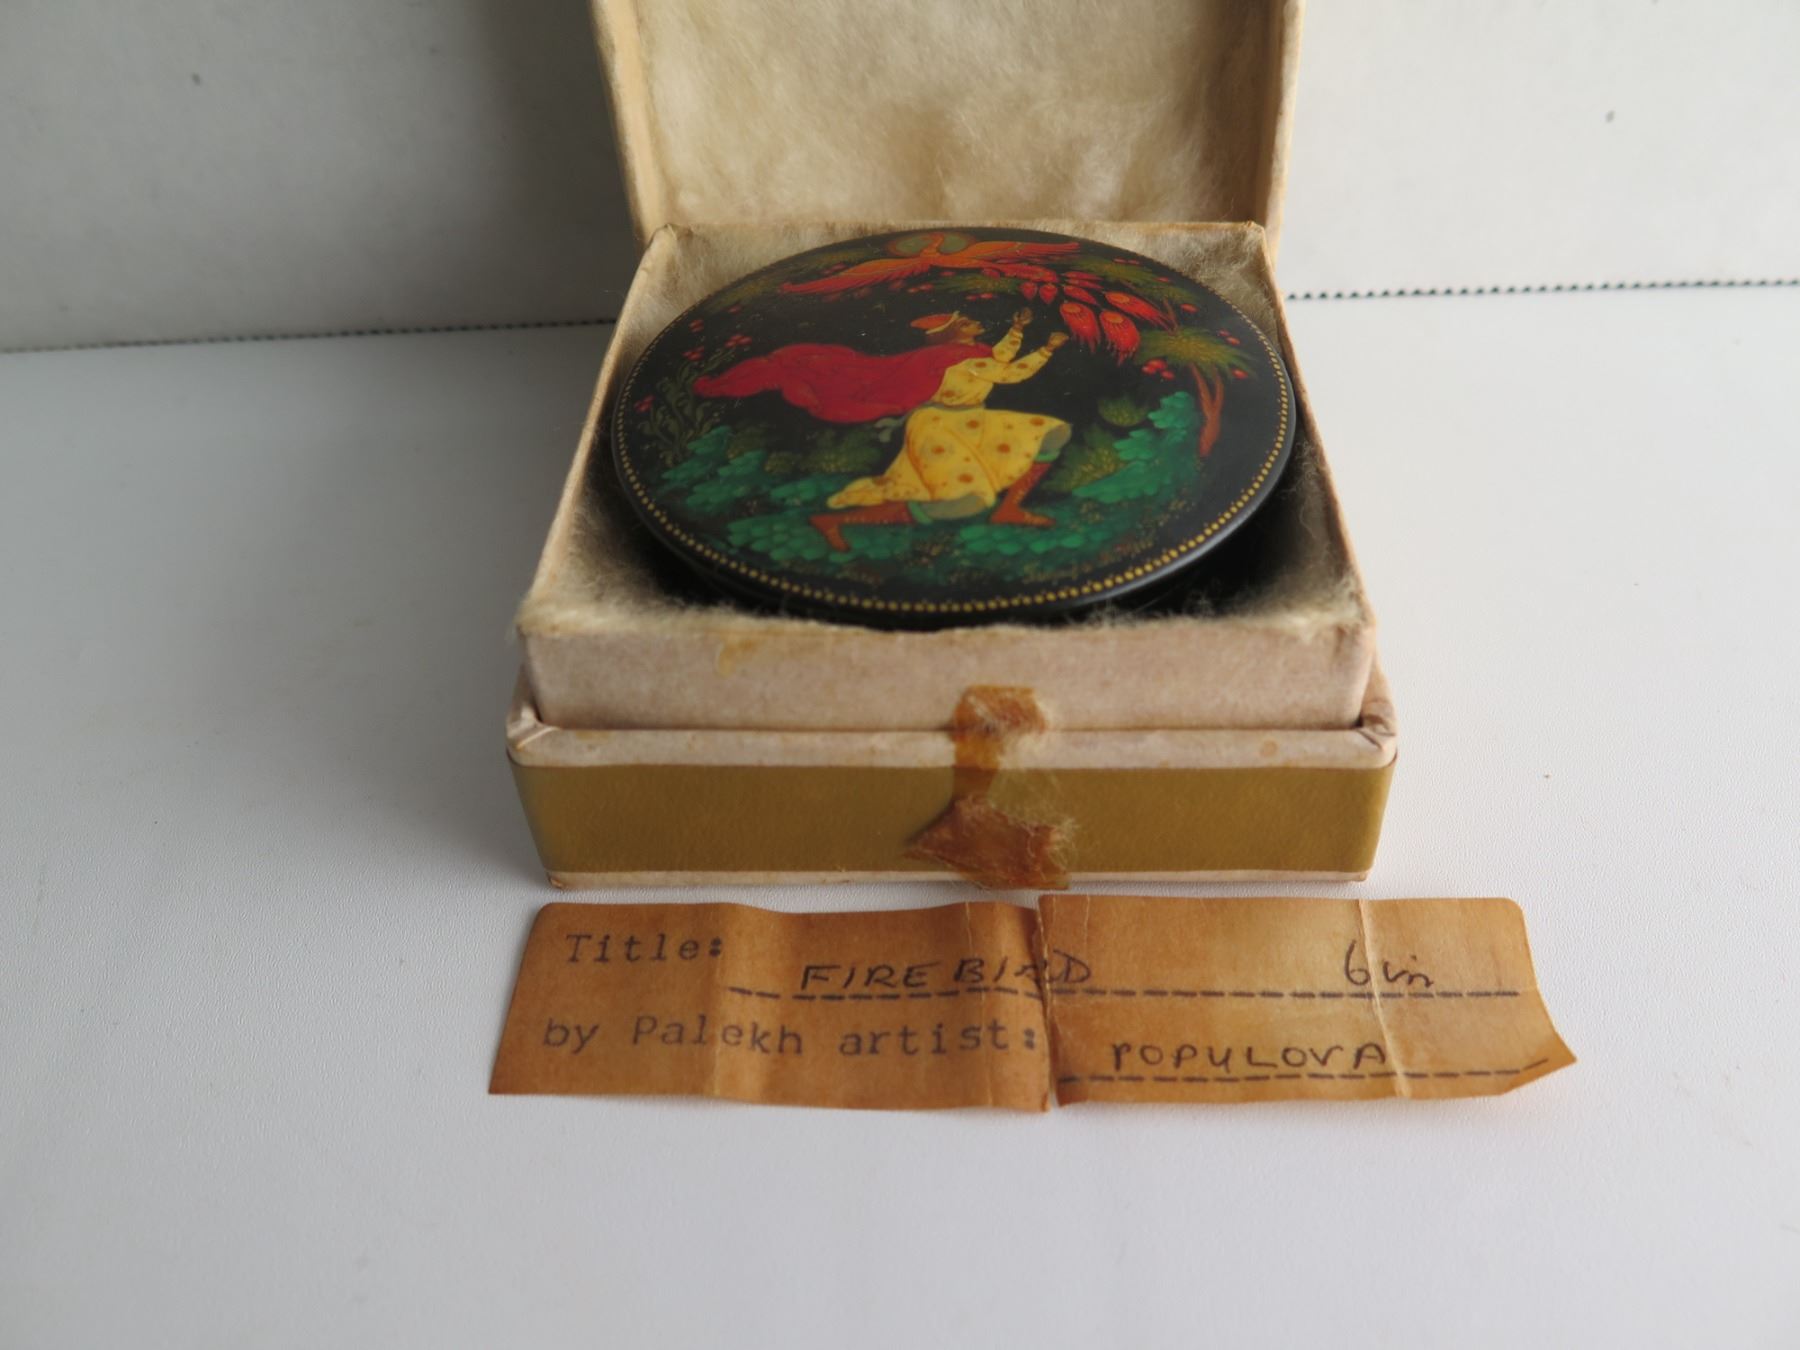 Title: FIREBIRD 6in
by Palekh artist: POPULOVA